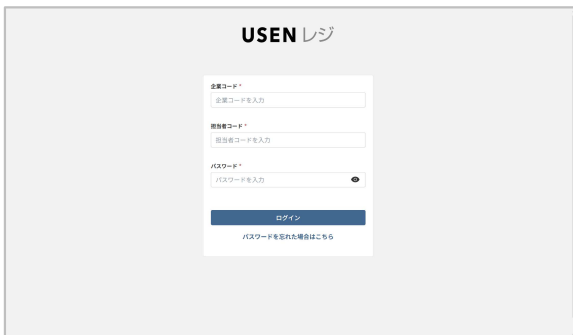 USEN レジ
企業コード *
企業コードを入力
担当者コード *
担当者コードを入力
パスワード *
パスワードを入力
ログイン
パスワードを忘れた場合はこちら